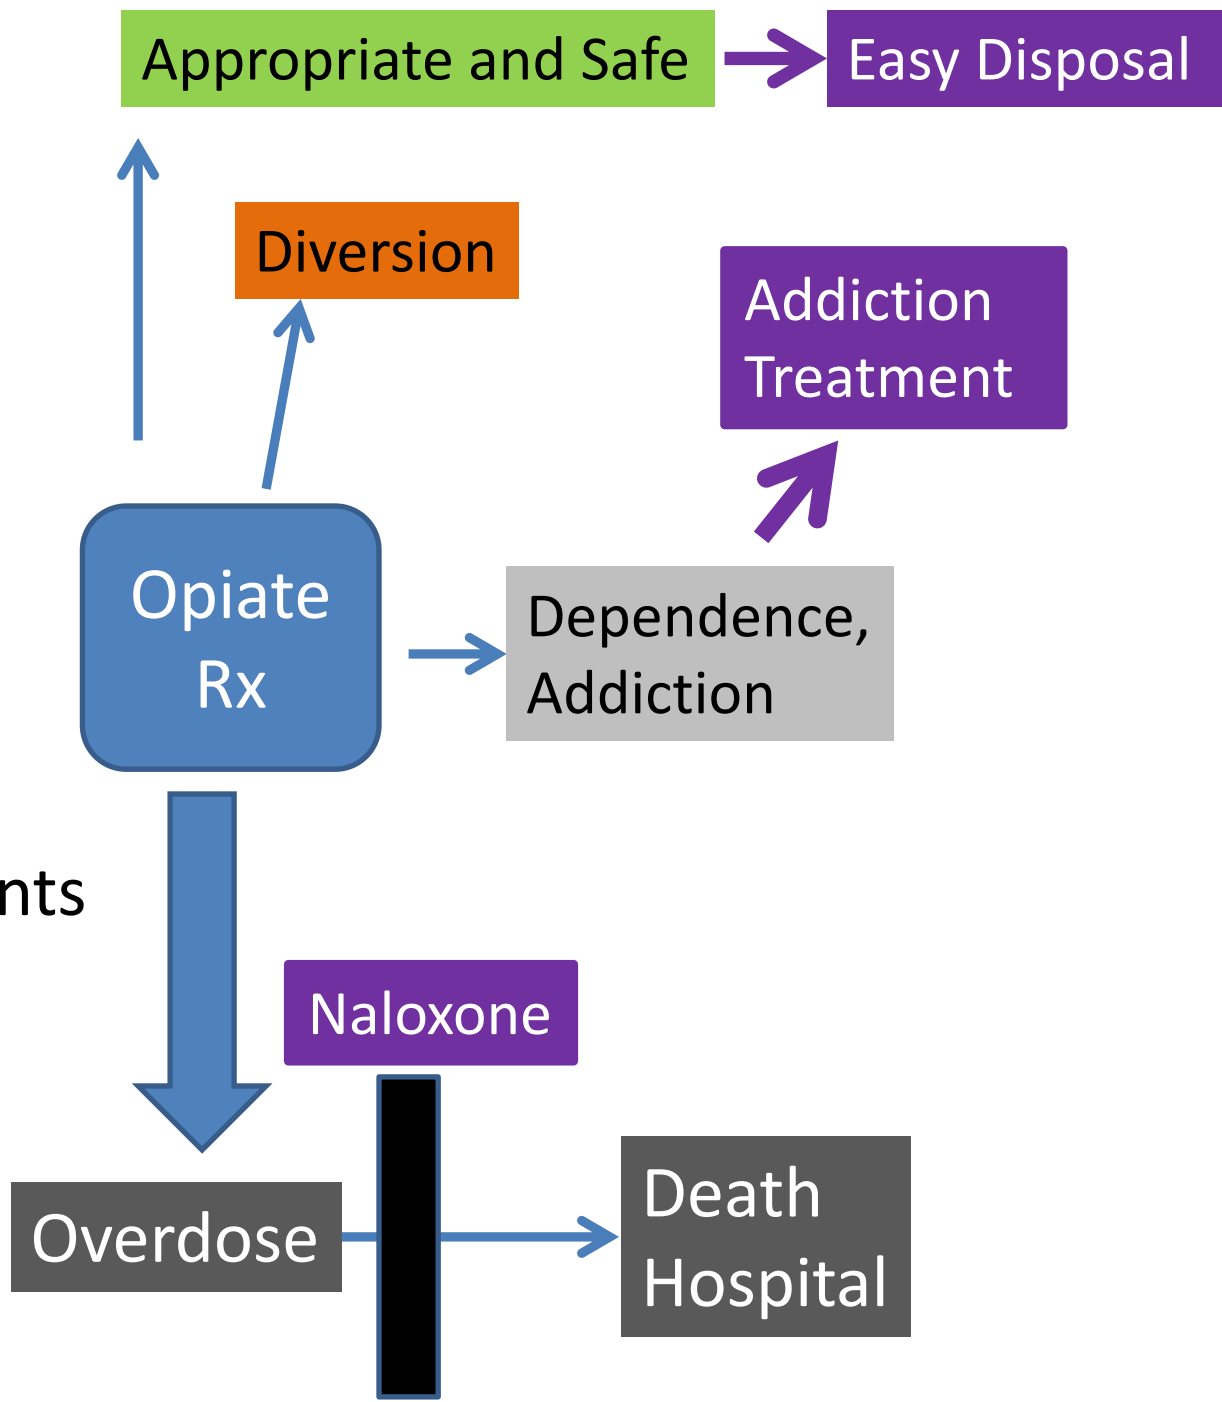 Appropriate and Safe
Easy Disposal
Diversion
Addiction
Treatment
Opiate
Rx
Dependence,
Addiction
nts
Naloxone
Overdose
Death
Hospital